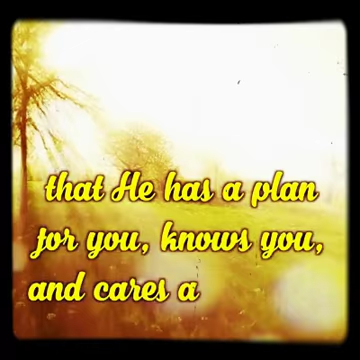 that He has a plan
for you, knows you,
and cares a